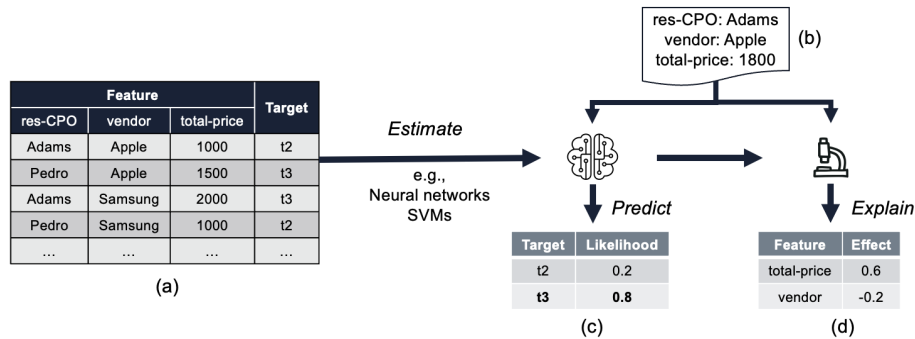 res-CPO: Adams
vendor: Apple
total-price: 1800
(b)
Feature Target
res-CPO vendor total-price
Adams Apple 1000 t2
Pedro Apple 1500 t3
Adams Samsung 2000 t3
Pedro Samsung 1000 t2
... ... ... ...
(a)
Estimate
e.g.,
Neural networks
SVMs
Predict
Target Likelihood
t2 0.2
t3 0.8
(c)
Explain
Feature Effect
total-price 0.6
vendor -0.2
(d)